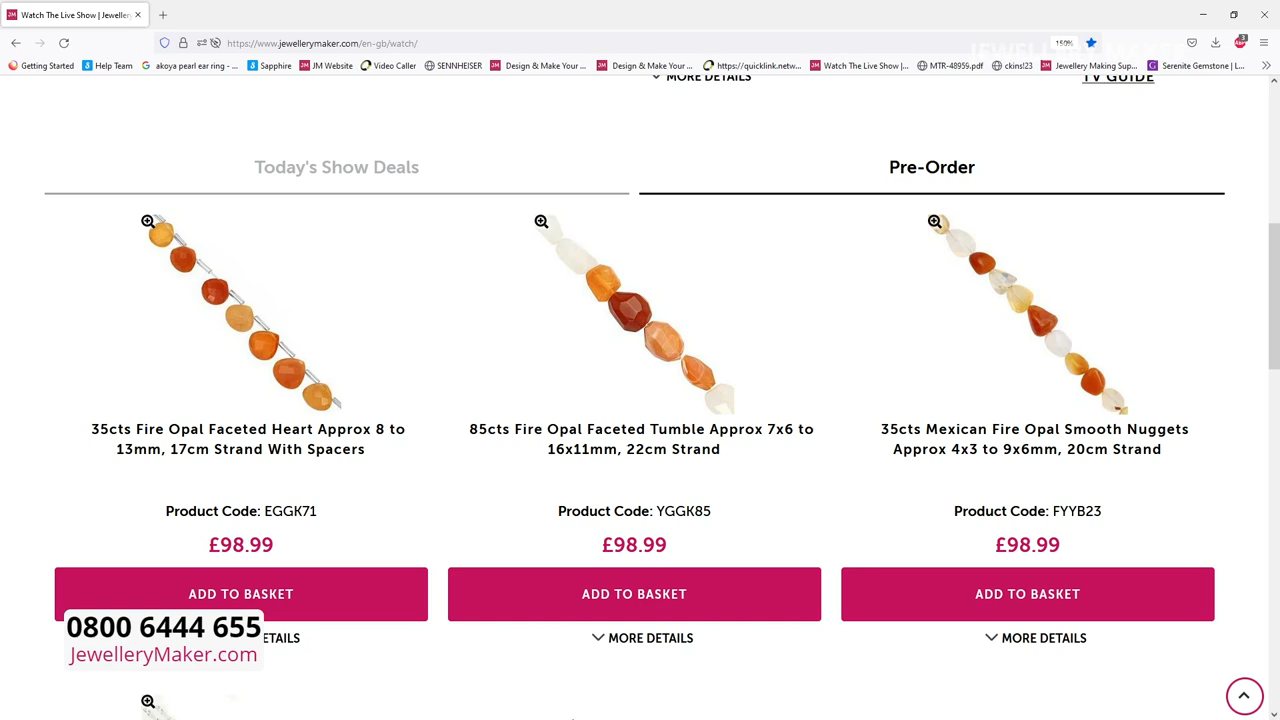 Watch The Live Show | Jeweller
https://www.jewellerymaker.com gb/watch/
150%
3
JEWELLERYMAKER
Getting Started
Help Team
akoya pearl ear ring - ...
Sapphire
JM Website
Video Caller
SENNHEISER
Design & Make Your ...
Design & Make Your ...
https://quicklink.netw...
Watch The Live Show |...
MTR-48959.pdf
ckins!23
Jewellery Making Sup...
Serenite Gemstone | L...
MORE DETAILS
TV GUIDE
Today's Show Deals
Pre-Order
35cts Fire Opal Faceted Heart Approx 8 to
13mm, 17cm Strand With Spacers
Product Code: EGGK71
£98.99
ADD TO BASKET
ETAILS
85cts Fire Opal Faceted Tumble Approx 7x6 to
16x11mm, 22cm Strand
Product Code: YGGK85
£98.99
ADD TO BASKET
MORE DETAILS
35cts Mexican Fire Opal Smooth Nuggets
Approx 4x3 to 9x6mm, 20cm Strand
Product Code: FYYB23
£98.99
ADD TO BASKET
MORE DETAILS
0800 6444 655
JewelleryMaker.com